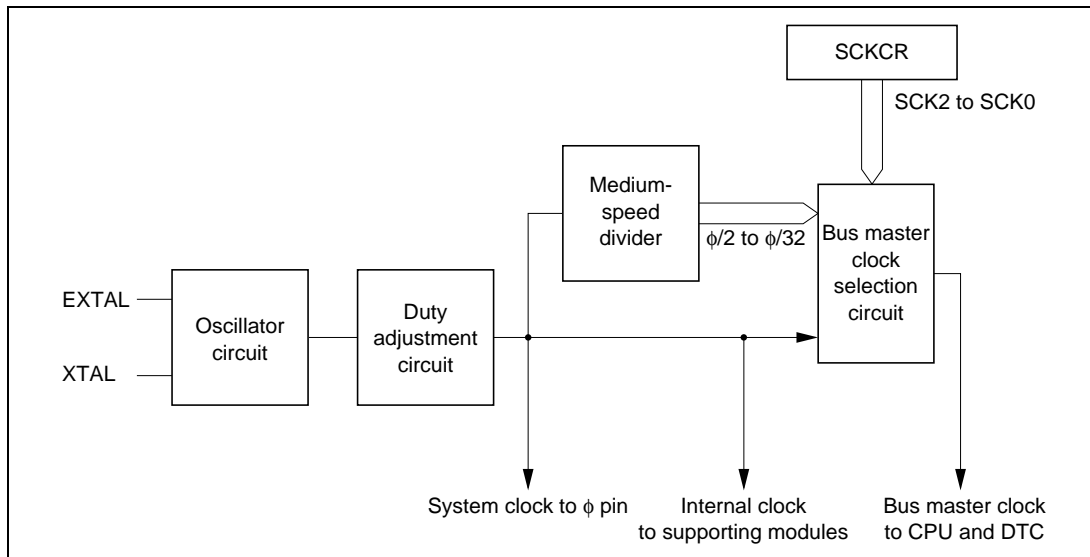 SCKCR
SCK2 to SCK0
Medium-
speed
divider
ϕ/2 to ϕ/32
Bus master
clock
selection
circuit
EXTAL
XTAL
Oscillator
circuit
Duty
adjustment
circuit
System clock to ϕ pin
Internal clock
to supporting modules
Bus master clock
to CPU and DTC